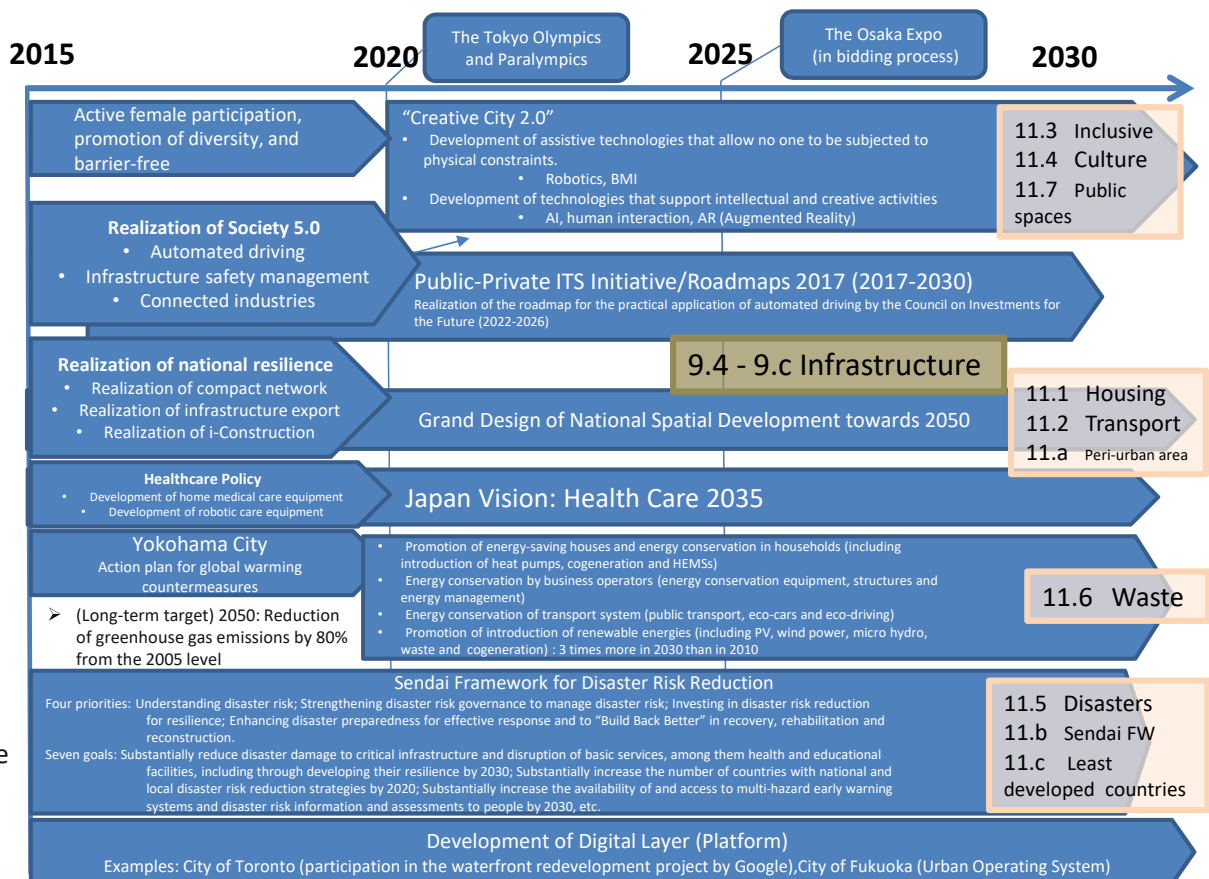 The Tokyo Olympics
and Paralympics
The Osaka Expo
(in bidding process)
2015
2020
2025
2030
Active female participation,
promotion of diversity, and
barrier-free
"Creative City 2.0"
• Development of assistive technologies that allow no one to be subjected to
physical constraints.
• Robotics, BMI
• Development of technologies that support intellectual and creative activities
• AI, human interaction, AR (Augmented Reality)
11.3 Inclusive
11.4 Culture
11.7 Public
spaces
Realization of Society 5.0
• Automated driving
• Infrastructure safety management
• Connected industries
Public-Private ITS Initiative/Roadmaps 2017 (2017-2030)
Realization of the roadmap for the practical application of automated driving by the Council on Investments for
the Future (2022-2026)
9.4 - 9.c Infrastructure
Realization of national resilience
• Realization of compact network
• Realization of infrastructure export
• Realization of i-Construction
Grand Design of National Spatial Development towards 2050
11.1 Housing
11.2 Transport
11.a Peri-urban area
Healthcare Policy
• Development of home medical care equipment
• Development of robotic care equipment
Japan Vision: Health Care 2035
Yokohama City
Action plan for global warming
countermeasures
➢ (Long-term target) 2050: Reduction
of greenhouse gas emissions by 80%
from the 2005 level
• Promotion of energy-saving houses and energy conservation in households (including
introduction of heat pumps, cogeneration and HEMSs)
• Energy conservation by business operators (energy conservation equipment, structures and
energy management)
• Energy conservation of transport system (public transport, eco-cars and eco-driving)
• Promotion of introduction of renewable energies (including PV, wind power, micro hydro,
waste and cogeneration) : 3 times more in 2030 than in 2010
11.6 Waste
Sendai Framework for Disaster Risk Reduction
Four priorities: Understanding disaster risk; Strengthening disaster risk governance to manage disaster risk; Investing in disaster risk reduction
for resilience; Enhancing disaster preparedness for effective response and to "Build Back Better" in recovery, rehabilitation and
reconstruction.
Seven goals: Substantially reduce disaster damage to critical infrastructure and disruption of basic services, among them health and educational
facilities, including through developing their resilience by 2030; Substantially increase the number of countries with national and
local disaster risk reduction strategies by 2020; Substantially increase the availability of and access to multi-hazard early warning
systems and disaster risk information and assessments to people by 2030, etc.
e
11.5 Disasters
11.b Sendai FW
11.c Least
developed countries
Development of Digital Layer (Platform)
Examples: City of Toronto (participation in the waterfront redevelopment project by Google),City of Fukuoka (Urban Operating System)